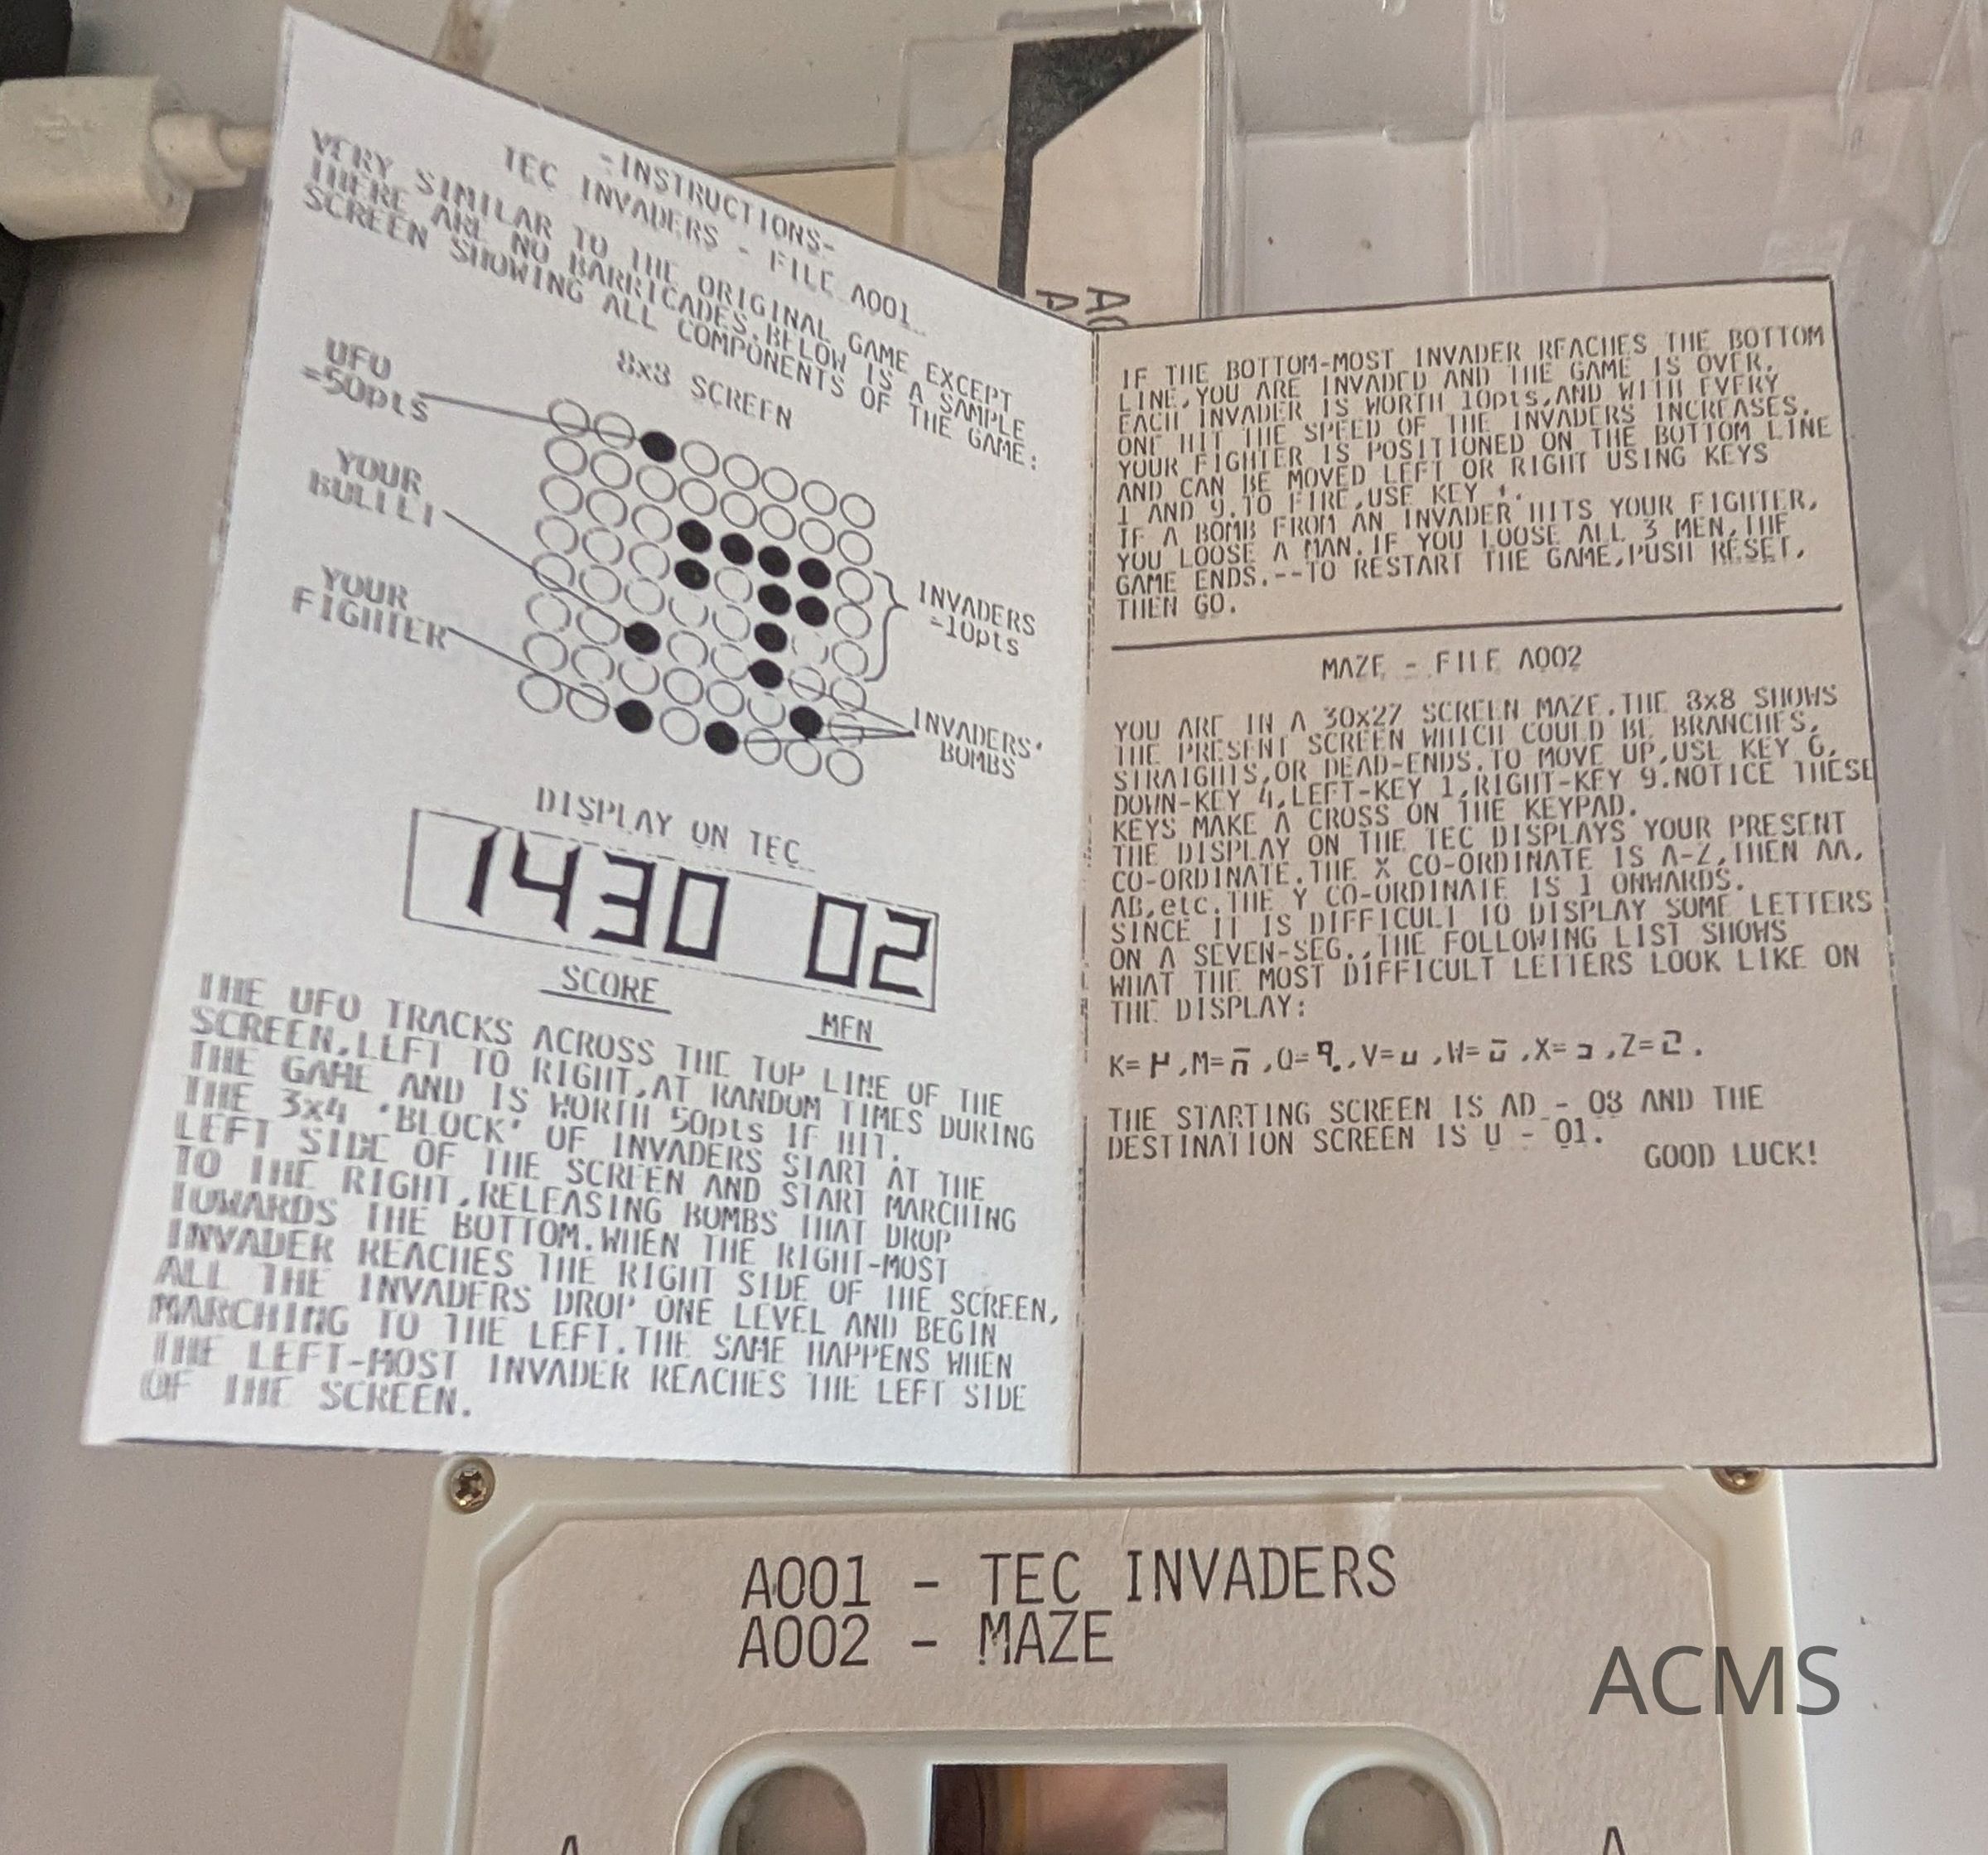 -INSTRUCTIONS-
TEC INVADERS - FILE A001
VERY SIMILAR TO THE ORIGINAL GAME EXCEPT
THERE ARE NO BARRICADES.BELOW IS A SAMPLE
SCREEN SHOWING ALL COMPONENTS OF THE GAME:
8x8 SCREEN
UFO
=50pts
YOUR
BULLET
YOUR
FIGHTER
INVADERS
=10pts
INVADERS'
BOMBS
DISPLAY ON TEC
1430 02
SCORE
MEN
THE UFO TRACKS ACROSS THE TOP LINE OF THE
SCREEN,LEFT TO RIGHT,AT RANDOM TIMES DURING
THE GAME AND IS WORTH 50pts IF HIT.
THE 3x4 'BLOCK' OF INVADERS START AT THE
LEFT SIDE OF THE SCREEN AND START MARCHING
TO THE RIGHT,RELEASING BOMBS THAT DROP
TOWARDS THE BOTTOM.WHEN THE RIGHT-MOST
INVADER REACHES THE RIGHT SIDE OF THE SCREEN,
ALL THE INVADERS DROP ONE LEVEL AND BEGIN
MARCHING TO THE LEFT.THE SAME HAPPENS WHEN
THE LEFT-MOST INVADER REACHES THE LEFT SIDE
OF THE SCREEN.
IF THE BOTTOM-MOST INVADER REACHES THE BOTTOM
LINE,YOU ARE INVADED AND THE GAME IS OVER.
EACH INVADER IS WORTH 10pts,AND WITH EVERY
ONE HIT THE SPEED OF THE INVADERS INCREASES.
YOUR FIGHTER IS POSITIONED ON THE BOTTOM LINE
AND CAN BE MOVED LEFT OR RIGHT USING KEYS
1 AND 9.TO FIRE,USE KEY +.
IF A BOMB FROM AN INVADER HITS YOUR FIGHTER,
YOU LOOSE A MAN.IF YOU LOOSE ALL 3 MEN,THE
GAME ENDS.--TO RESTART THE GAME,PUSH RESET,
THEN GO.
MAZE - FILE A002
YOU ARE IN A 30x27 SCREEN MAZE.THE 8x8 SHOWS
THE PRESENT SCREEN WHICH COULD BE BRANCHES,
STRAIGHTS,OR DEAD-ENDS.TO MOVE UP,USE KEY 6,
DOWN-KEY 4,LEFT-KEY 1,RIGHT-KEY 9.NOTICE THESE
KEYS MAKE A CROSS ON THE KEYPAD.
THE DISPLAY ON THE TEC DISPLAYS YOUR PRESENT
CO-ORDINATE.THE X CO-ORDINATE IS A-Z,THEN AA,
AB,etc.THE Y CO-ORDINATE IS 1 ONWARDS.
SINCE IT IS DIFFICULT TO DISPLAY SOME LETTERS
ON A SEVEN-SEG.,THE FOLLOWING LIST SHOWS
WHAT THE MOST DIFFICULT LETTERS LOOK LIKE ON
THE DISPLAY:
K= ,M= ,Q= ,V= ,W= ,X= ,Z= .
THE STARTING SCREEN IS AD - 08 AND THE
DESTINATION SCREEN IS U - 01.
GOOD LUCK!
A001 - TEC INVADERS
A002 - MAZE
ACMS
A A